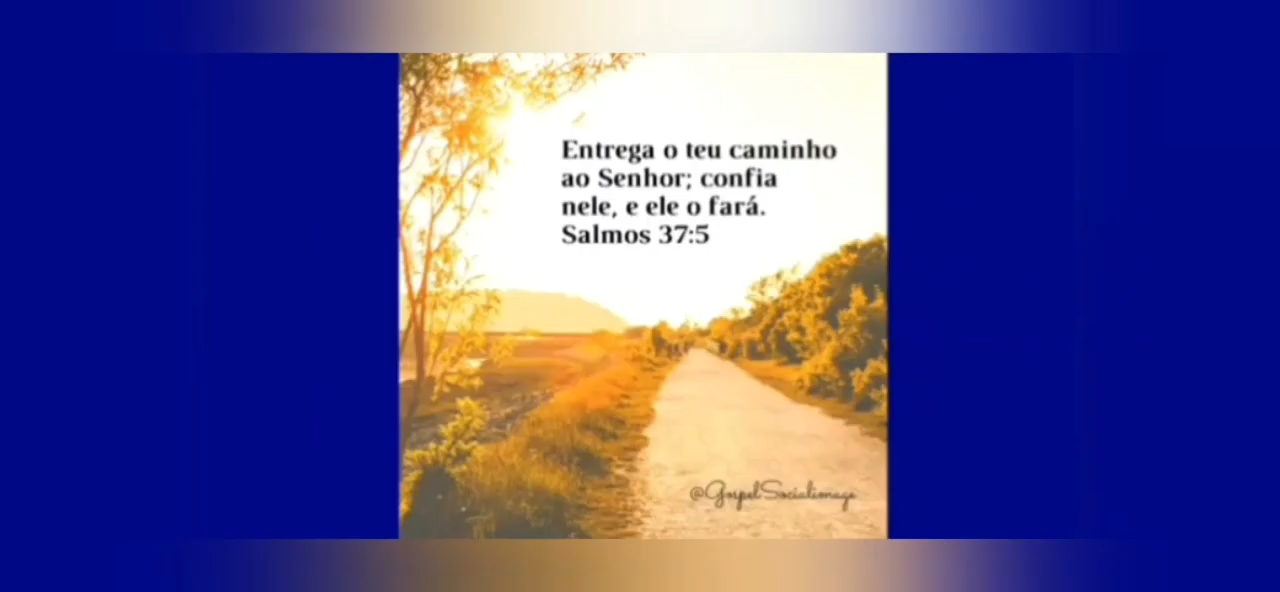 Entrega o teu caminho
ao Senhor; confia
nele, e ele o fará.
Salmos 37:5
@GospelSocialimage